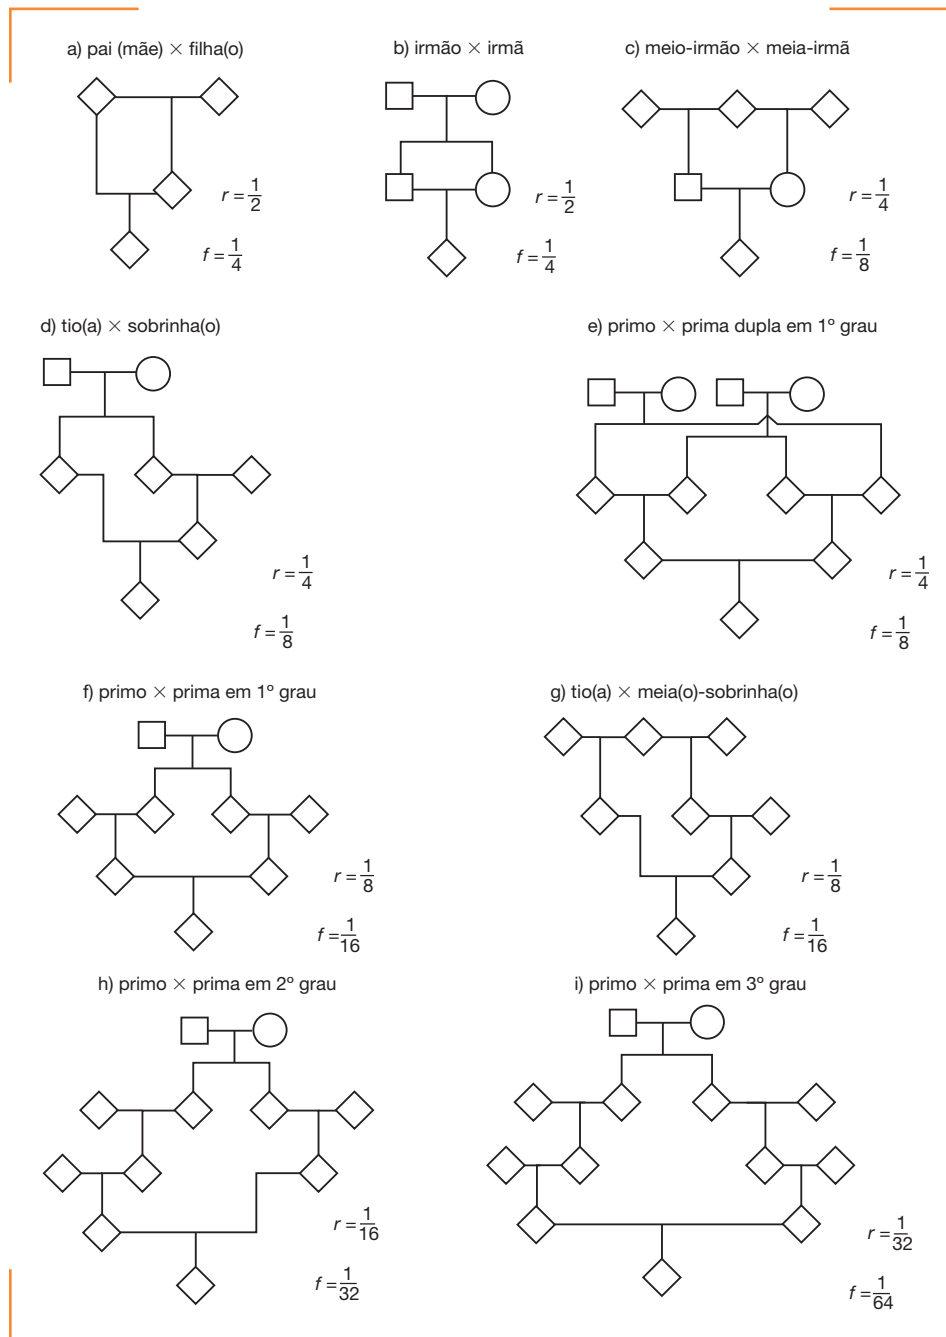 a) pai (mãe) × filha(o)
r = 1/2
f = 1/4
b) irmão × irmã
r = 1/2
f = 1/4
c) meio-irmão × meia-irmã
r = 1/4
f = 1/8
d) tio(a) × sobrinha(o)
r = 1/4
f = 1/8
e) primo × prima dupla em 1º grau
r = 1/4
f = 1/8
f) primo × prima em 1º grau
r = 1/8
f = 1/16
g) tio(a) × meia(o)-sobrinha(o)
r = 1/8
f = 1/16
h) primo × prima em 2º grau
r = 1/16
f = 1/32
i) primo × prima em 3º grau
r = 1/32
f = 1/64